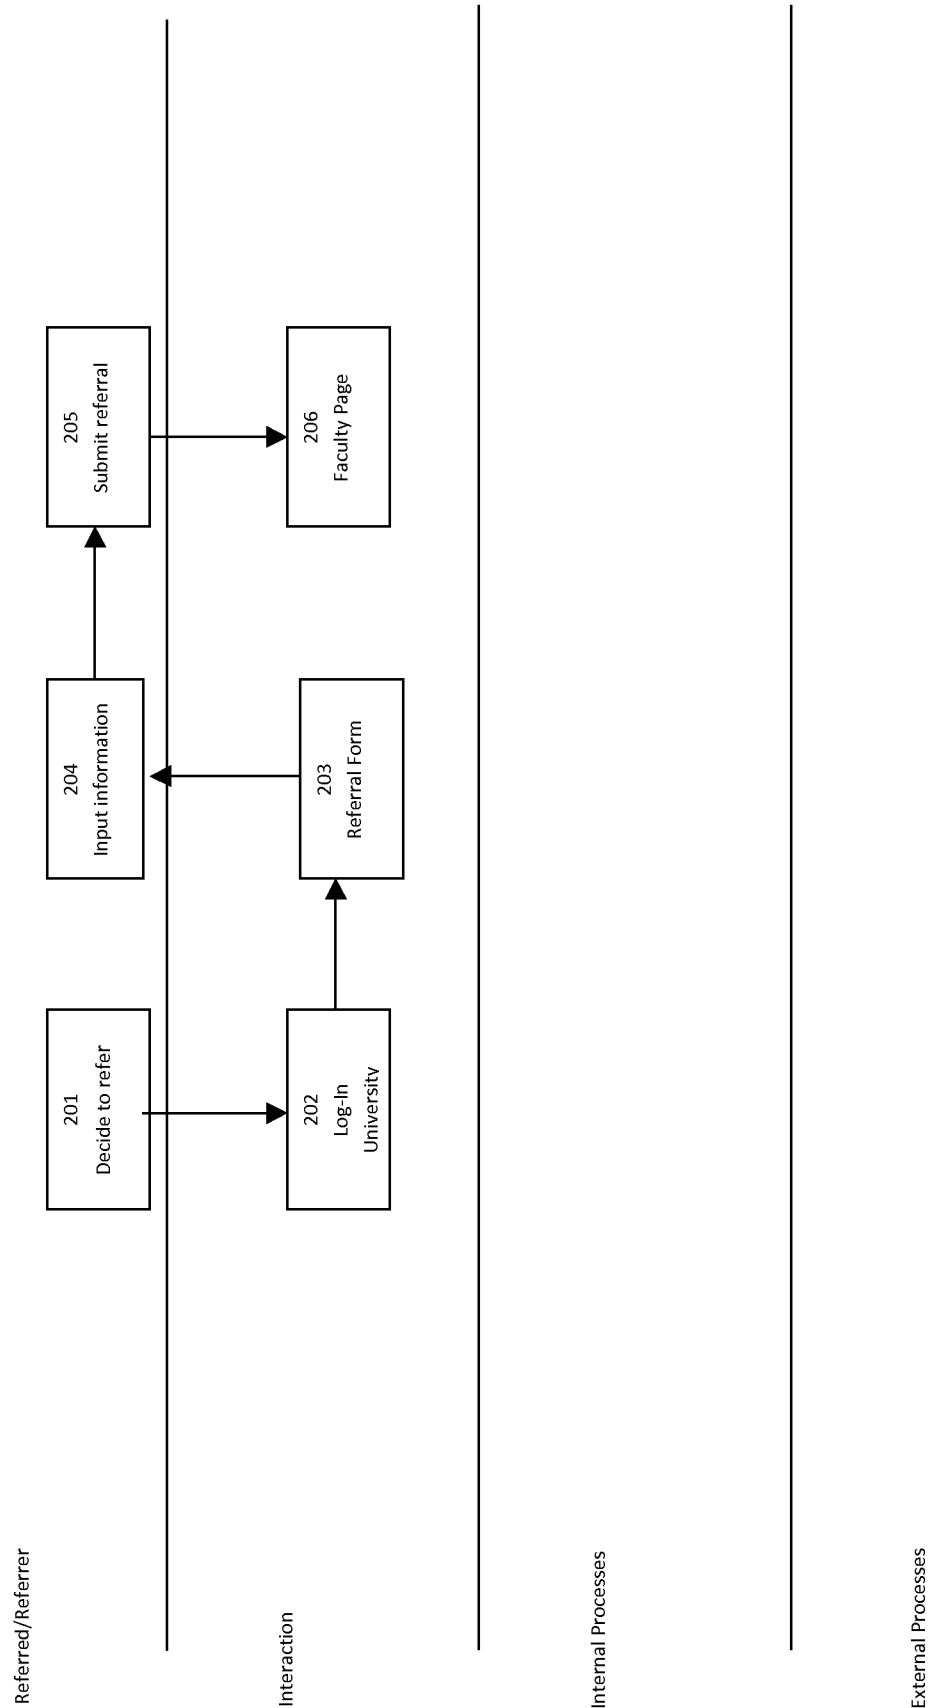 Referred/Referrer
201
Decide to refer
204
Input information
205
Submit referral
Interaction
202
Log-In
University
203
Referral Form
206
Faculty Page
Internal Processes
External Processes